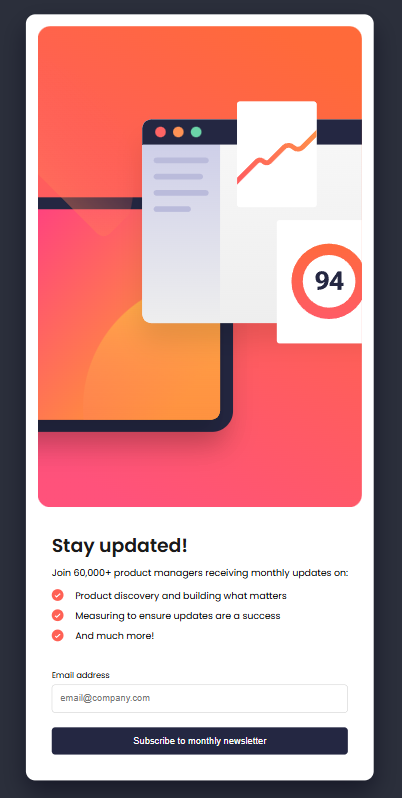 94
Stay updated!
Join 60,000+ product managers receiving monthly updates on:
Product discovery and building what matters
Measuring to ensure updates are a success
And much more!
Email address
email@company.com
Subscribe to monthly newsletter